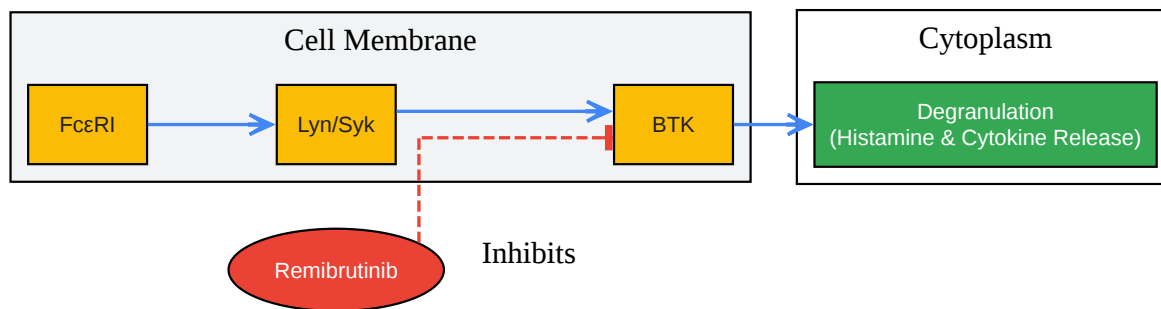 Cell Membrane
Cytoplasm
FcεRI
Lyn/Syk
BTK
Degranulation
(Histamine & Cytokine Release)
Remibrutinib
Inhibits